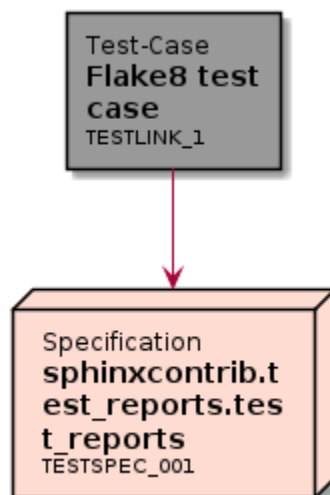 Test-Case
Flake8 test
case
TESTLINK_1
Specification
sphinxcontrib.t
est_reports.tes
t_reports
TESTSPEC_001